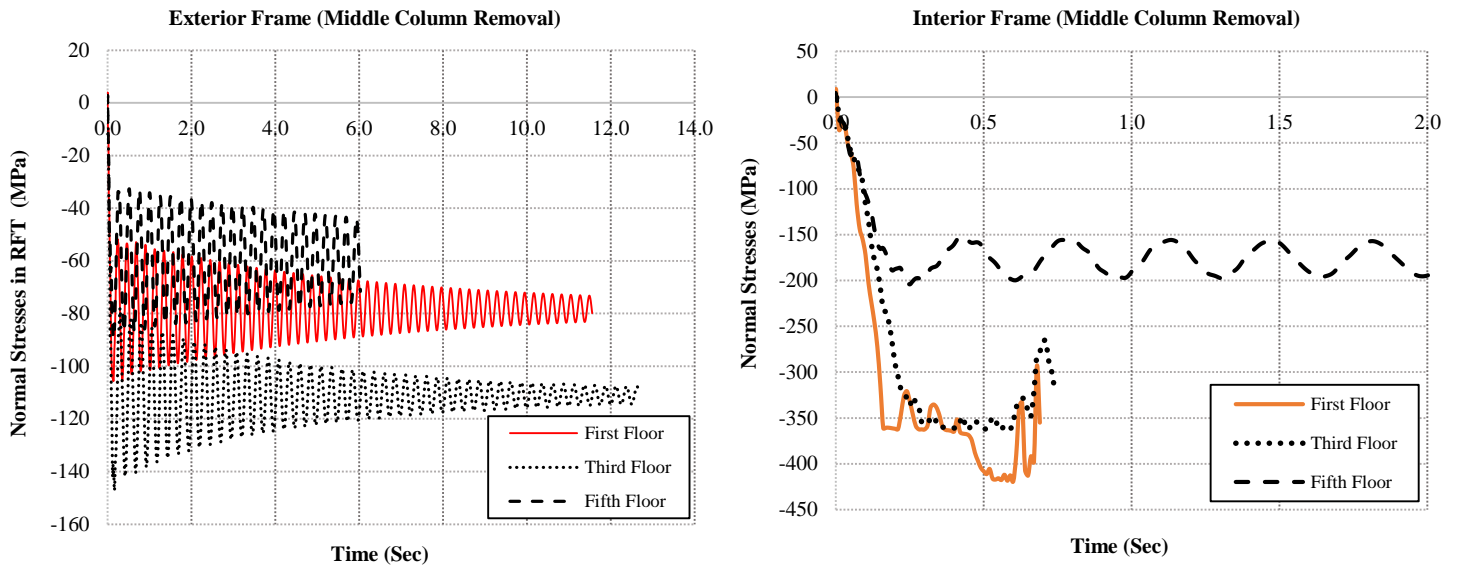 Exterior Frame (Middle Column Removal)
Normal Stresses in RFT (MPa)
20
0
-20
-40
-60
-80
-100
-120
-140
-160
0.0 2.0 4.0 6.0 8.0 10.0 12.0 14.0
First Floor
Third Floor
Fifth Floor
Time (Sec)
Interior Frame (Middle Column Removal)
Normal Stresses (MPa)
50
0
-50
-100
-150
-200
-250
-300
-350
-400
-450
0.0 0.5 1.0 1.5 2.0
First Floor
Third Floor
Fifth Floor
Time (Sec)